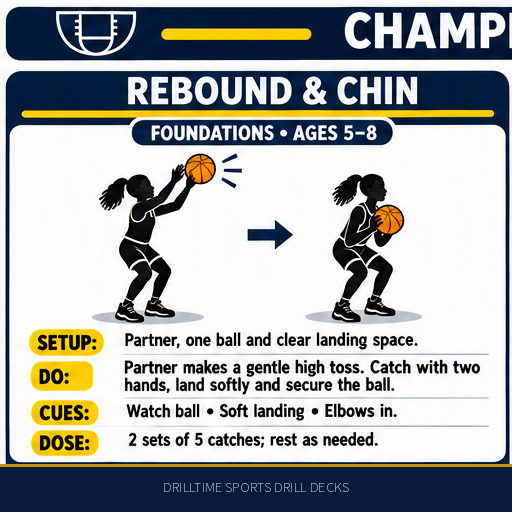 CHAMP
REBOUND & CHIN
FOUNDATIONS • AGES 5–8
SETUP: Partner, one ball and clear landing space.
DO: Partner makes a gentle high toss. Catch with two
hands, land softly and secure the ball.
CUES: Watch ball • Soft landing • Elbows in.
DOSE: 2 sets of 5 catches; rest as needed.
DRILLTIME SPORTS DRILL DECKS